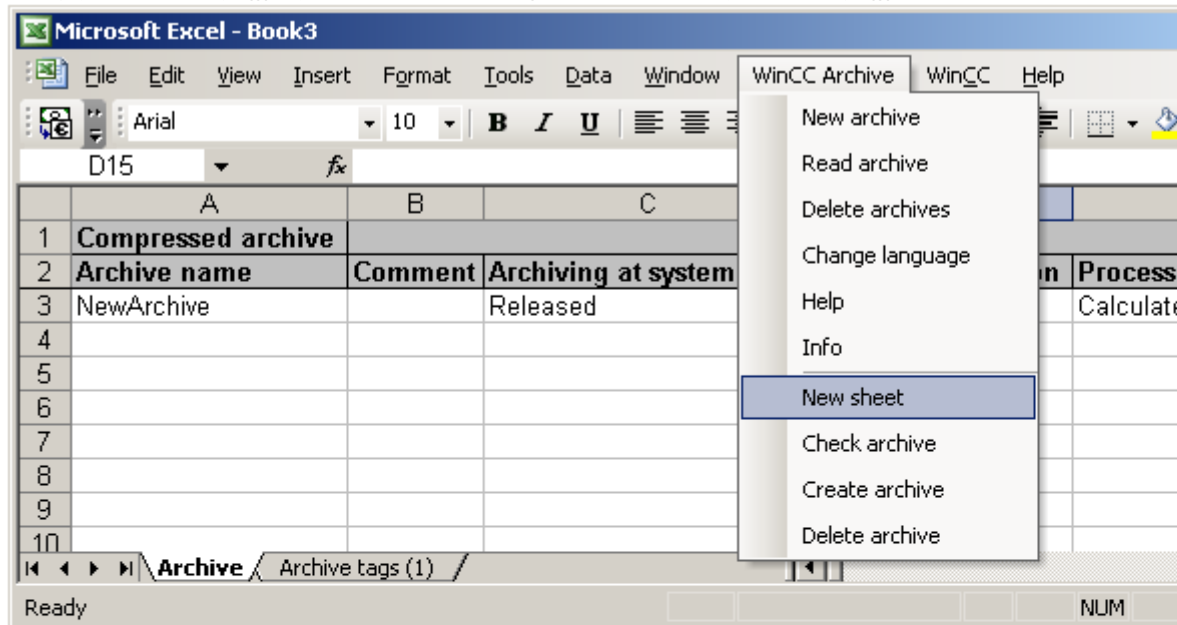 Microsoft Excel - Book3
File Edit View Insert Format Tools Data Window WinCC Archive WinCC Help
Arial 10 B I U
D15 fx
A B C
1 Compressed archive
2 Archive name Comment Archiving at system on Process
3 NewArchive Released Calculate
4
5
6
7
8
9
10
New archive
Read archive
Delete archives
Change language
Help
Info
New sheet
Check archive
Create archive
Delete archive
Archive Archive tags (1)
Ready NUM